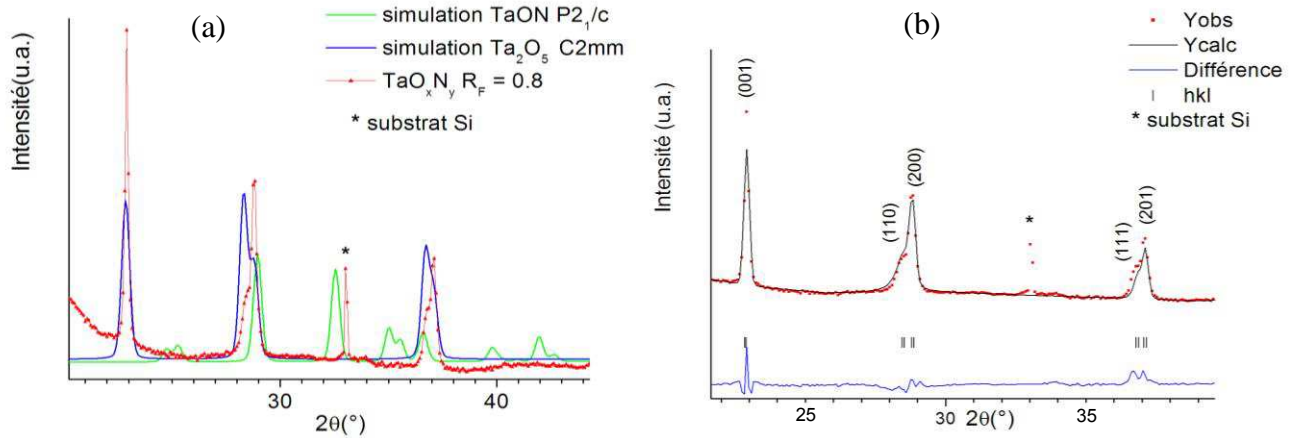 (a)
simulation TaON P2₁/c
simulation Ta₂O₅ C2mm
TaOₓNᵧ R_F = 0.8
* substrat Si
Intensité(u.a.)
*
30
40
2θ(°)
(b)
Yobs
Ycalc
Différence
hkl
* substrat Si
Intensité (u.a.)
(001)
(110)
(200)
*
(111)
(201)
25
30
35
2θ(°)